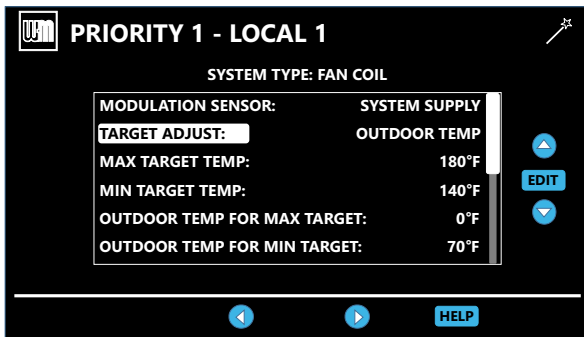 WM PRIORITY 1 - LOCAL 1
SYSTEM TYPE: FAN COIL
MODULATION SENSOR: SYSTEM SUPPLY
TARGET ADJUST: OUTDOOR TEMP
MAX TARGET TEMP: 180°F
MIN TARGET TEMP: 140°F
EDIT
OUTDOOR TEMP FOR MAX TARGET: 0°F
OUTDOOR TEMP FOR MIN TARGET: 70°F
HELP